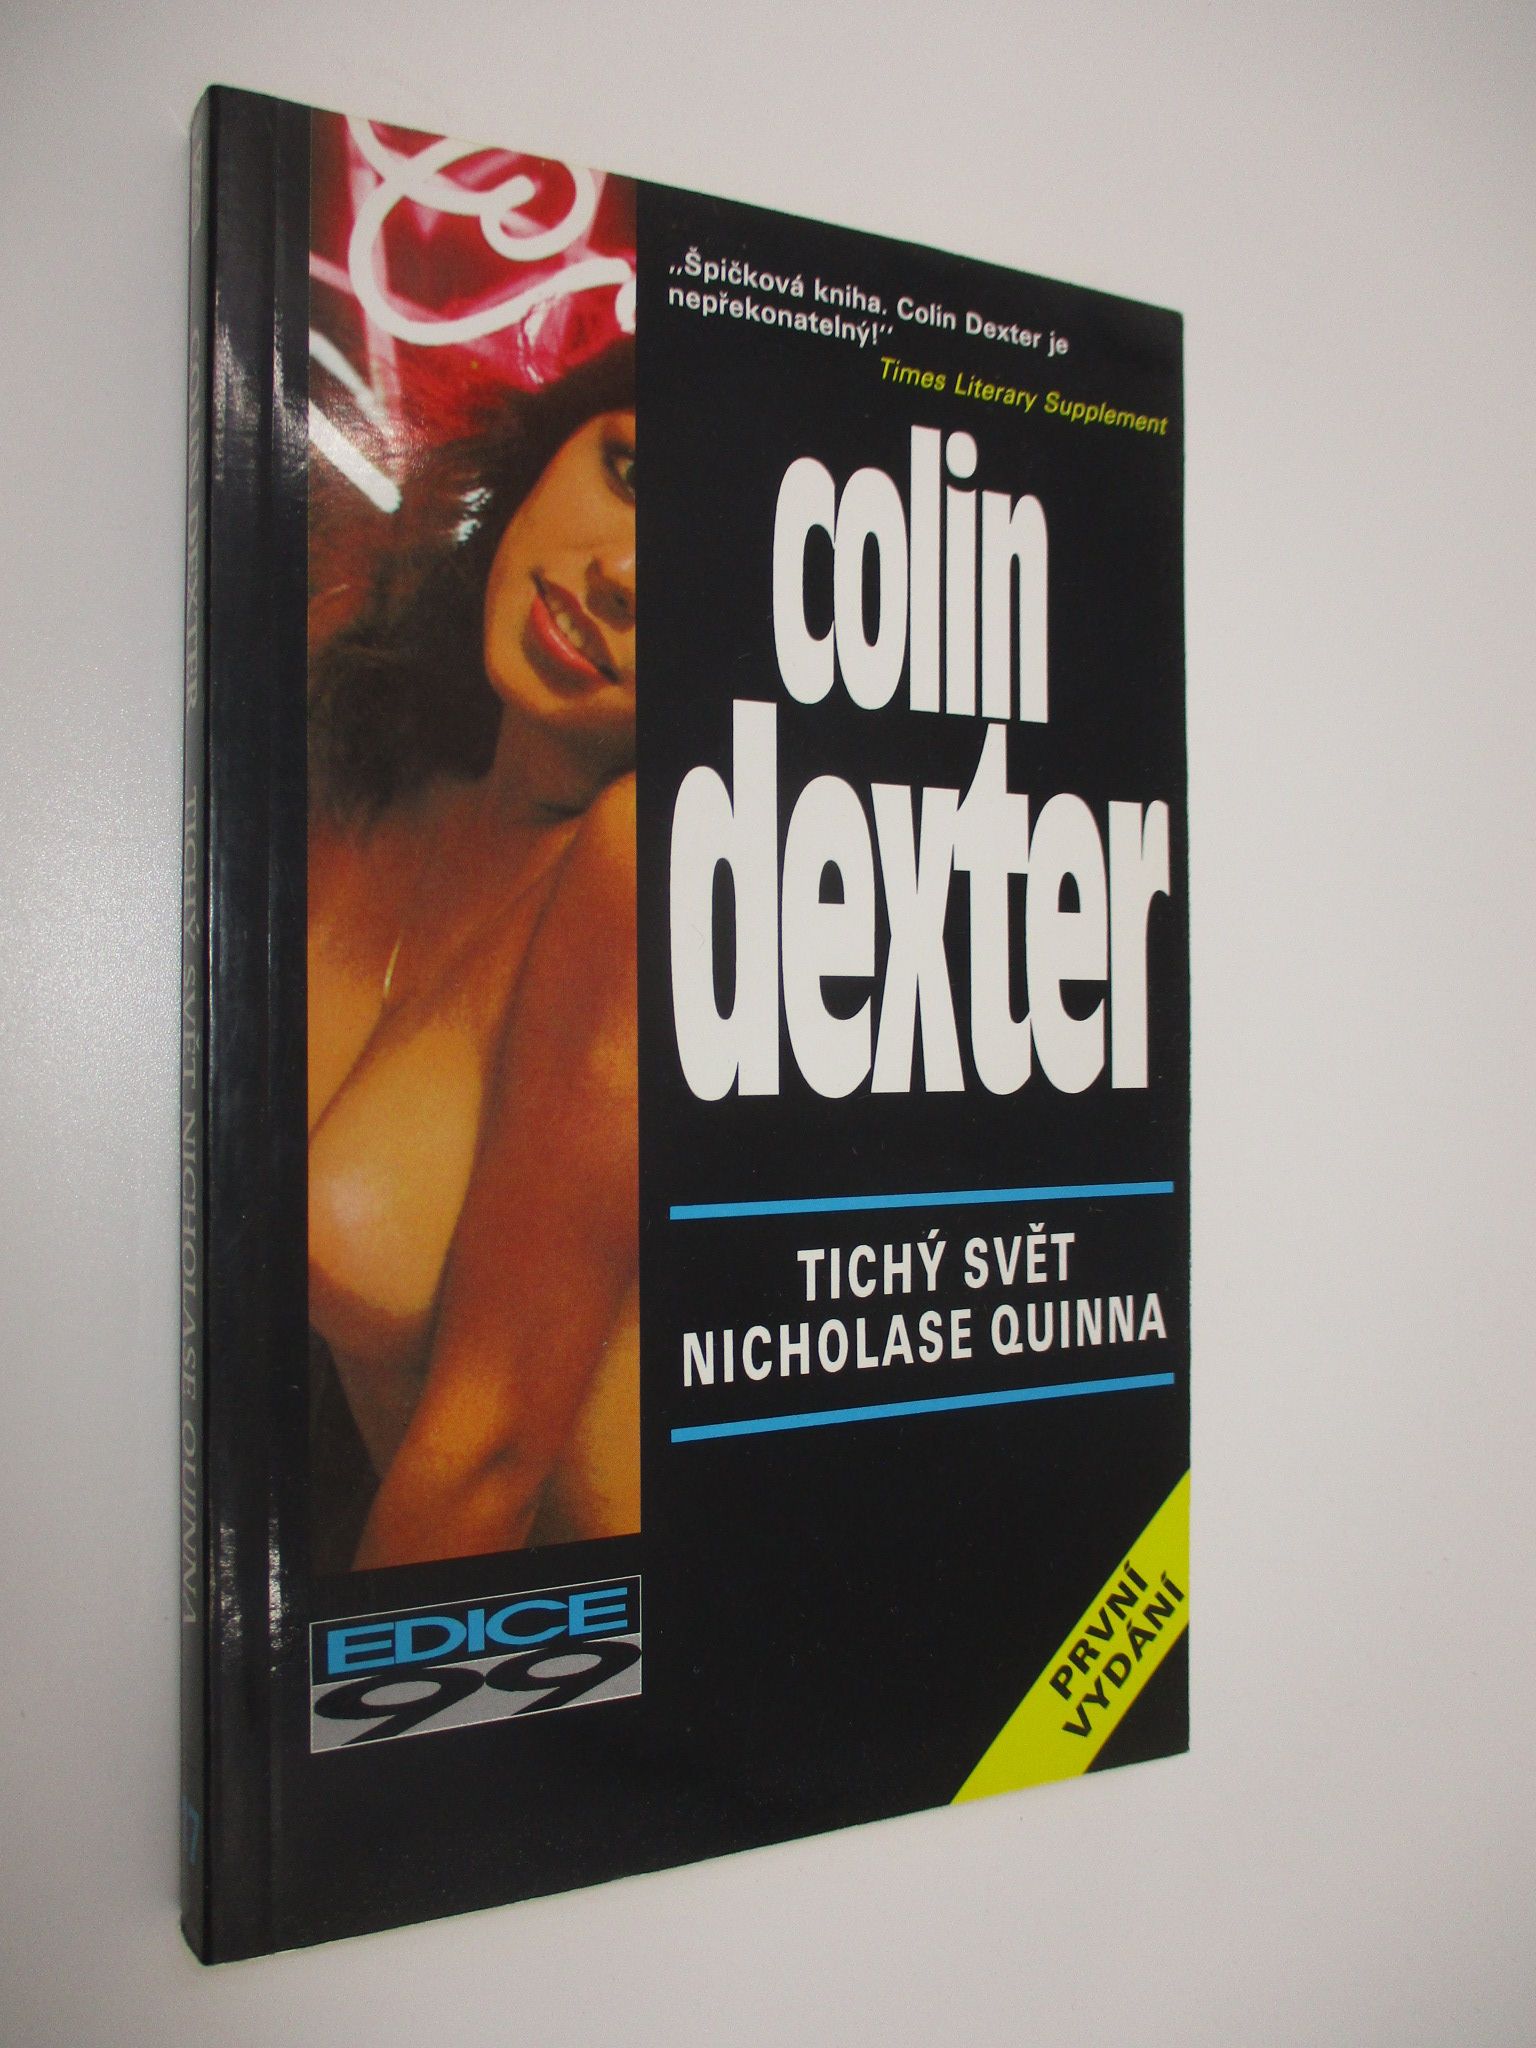 „Špičková kniha. Colin Dexter je
nepřekonatelný!“
Times Literary Supplement
colin
dexter
TICHÝ SVĚT
NICHOLASE QUINNA
PRVNÍ
VYDÁNÍ
EDICE
99
COLIN DEXTER TICHÝ SVĚT NICHOLASE QUINNA